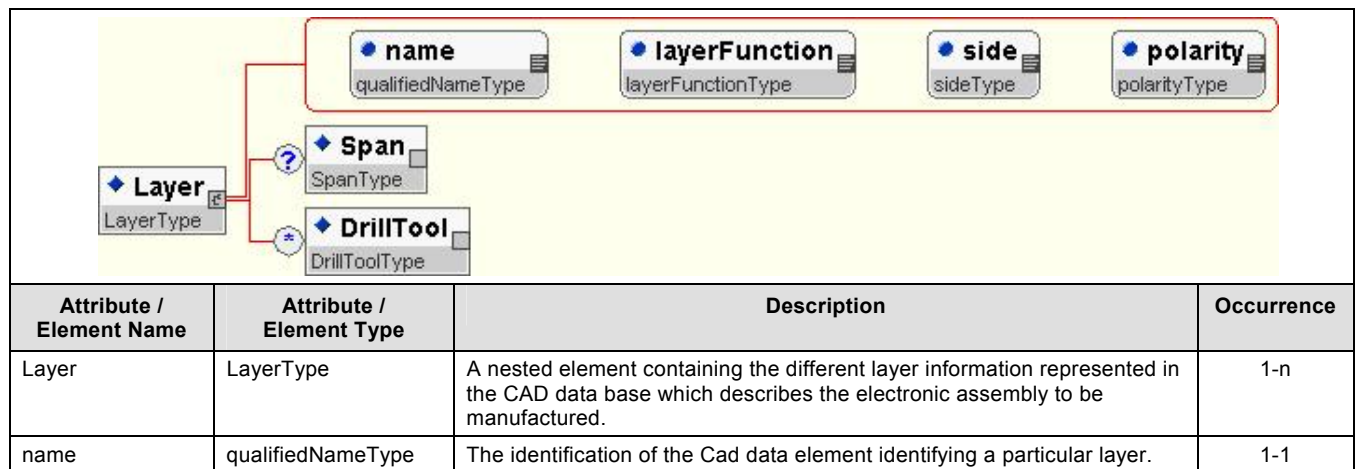 name
qualifiedNameType
layerFunction
layerFunctionType
side
sideType
polarity
polarityType
?
Span
SpanType
Layer
LayerType
*
DrillTool
DrillToolType
Attribute / Element Name
Attribute / Element Type
Description
Occurrence
Layer
LayerType
A nested element containing the different layer information represented in
the CAD data base which describes the electronic assembly to be
manufactured.
1-n
name
qualifiedNameType
The identification of the Cad data element identifying a particular layer.
1-1